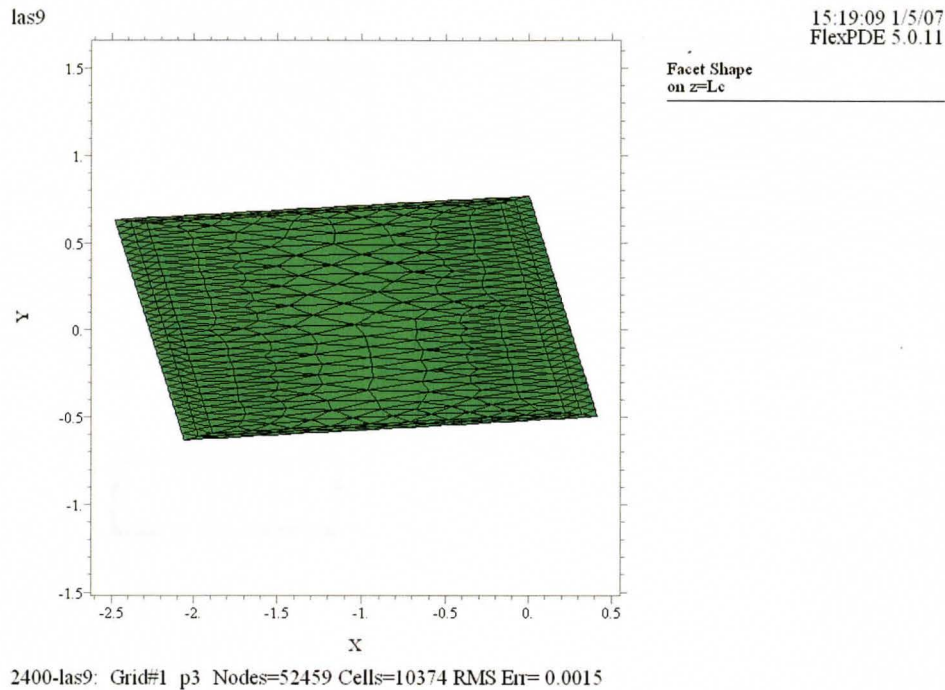 las9
15:19:09 1/5/07
FlexPDE 5.0.11
Facet Shape
on z=Lc
1.5
1.
0.5
0.
-0.5
-1.
-1.5
Y
-2.5 -2. -1.5 -1. -0.5 0. 0.5
X
2400-las9: Grid#1 p3 Nodes=52459 Cells=10374 RMS Err= 0.0015